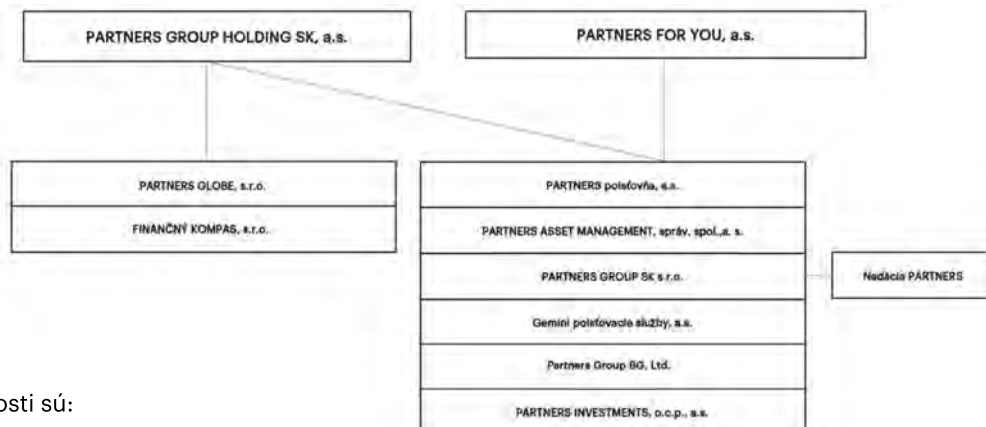 PARTNERS GROUP HOLDING SK, a.s.
PARTNERS FOR YOU, a.s.
PARTNERS GLOBE, s.r.o.
FINANČNÝ KOMPAS, s.r.o.
PARTNERS poisťovňa, a.s.
PARTNERS ASSET MANAGEMENT, správ, spol.,a. s.
PARTNERS GROUP SK s.r.o.
Nadácia PARTNERS
Gemini poisťovacie služby, a.s.
Partners Group BG, Ltd.
PARTNERS INVESTMENTS, o.c.p., a.s.
osti sú: